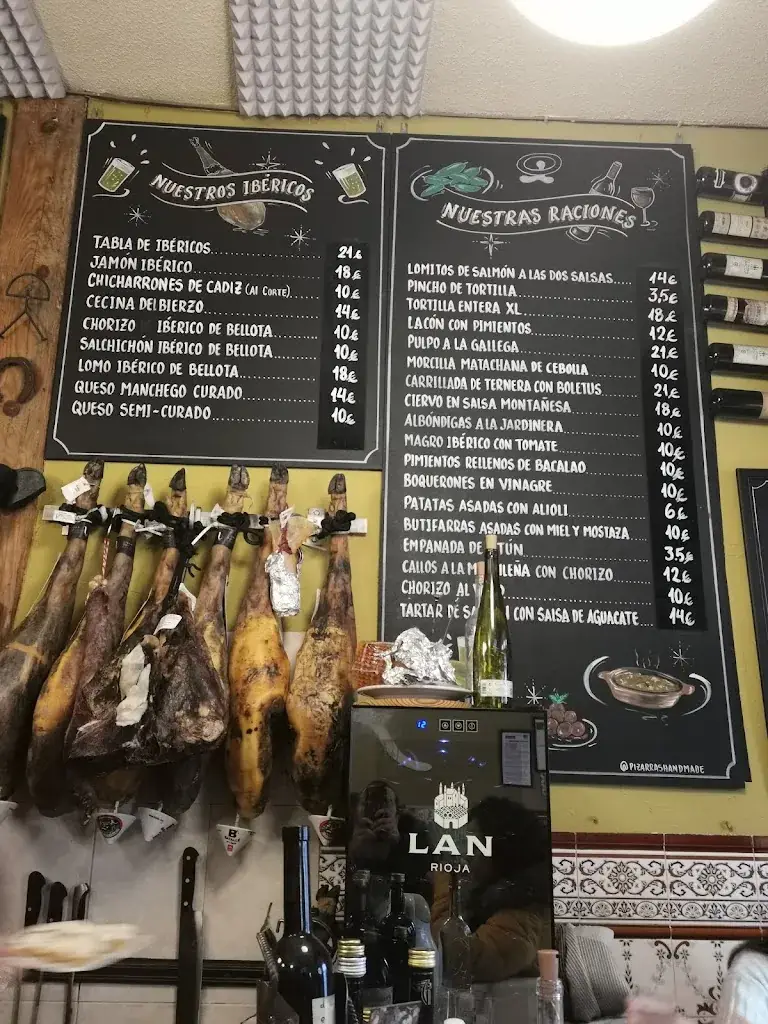 NUESTROS IBÉRICOS
TABLA DE IBÉRICOS 21€
JAMÓN IBÉRICO 18€
CHICHARRONES DE CADIZ (Al CORTE) 10€
CECINA DEL BIERZO 14€
CHORIZO IBÉRICO DE BELLOTA 10€
SALCHICHÓN IBÉRICO DE BELLOTA 10€
LOMO IBÉRICO DE BELLOTA 18€
QUESO MANCHEGO CURADO 14€
QUESO SEMI-CURADO 10€
NUESTRAS RACIONES
LOMITOS DE SALMÓN A LAS DOS SALSAS 14€
PINCHO DE TORTILLA 3,5€
TORTILLA ENTERA XL 18€
LACÓN CON PIMIENTOS 12€
PULPO A LA GALLEGA 21€
MORCILLA MATACHANA DE CEBOLLA 10€
CARRILLADA DE TERNERA CON BOLETUS 21€
CIERVO EN SALSA MONTAÑESA 18€
ALBÓNDIGAS A LA JARDINERA 10€
MAGRO IBÉRICO CON TOMATE 10€
PIMIENTOS RELLENOS DE BACALAO 10€
BOQUERONES EN VINAGRE 10€
PATATAS ASADAS CON ALIOLI 6€
BUTIFARRAS ASADAS CON MIEL Y MOSTAZA 10€
EMPANADA DE ATÚN 3,5€
CALLOS A LA CON CHORIZO 12€
CHORIZO AL 10€
TARTAR DE CON SALSA DE AGUACATE 14€
@PIZARRASHANDMADE
12
LAN
RIOJA